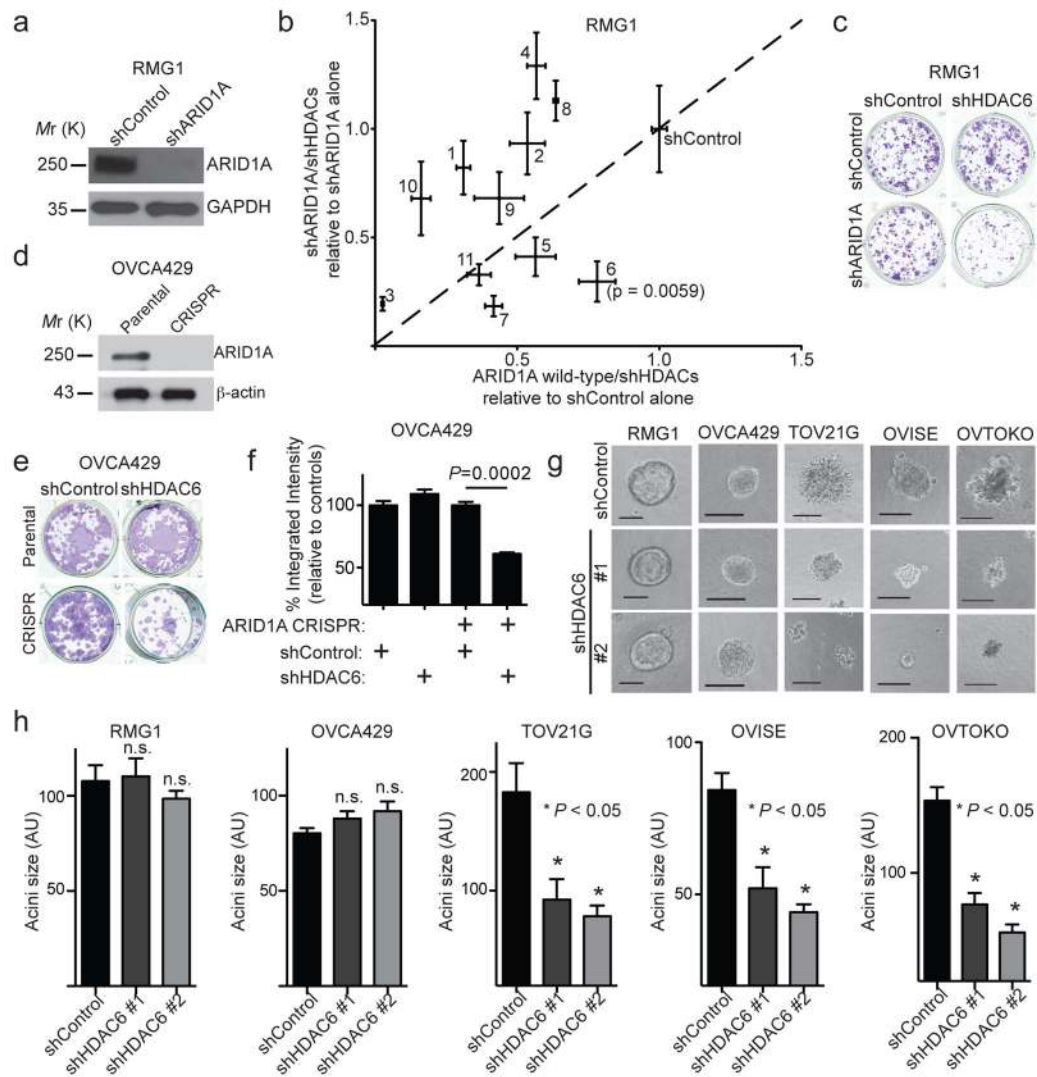 a
RMG1
shControl
shARID1A
Mr (K)
250
ARID1A
35
GAPDH
b
RMG1
shARID1A/shHDACs
relative to shARID1A alone
1.5
1.0
0.5
4
8
shControl
1
2
10
9
5
6
(p = 0.0059)
11
3
7
0.5
1.0
1.5
ARID1A wild-type/shHDACs
relative to shControl alone
c
RMG1
shControl shHDAC6
shControl
shARID1A
d
OVCA429
Parental
CRISPR
Mr (K)
250
ARID1A
43
β-actin
e
OVCA429
shControl shHDAC6
Parental
CRISPR
f
OVCA429
% Integrated Intensity
(relative to controls)
P=0.0002
100
50
ARID1A CRISPR: + +
shControl: + +
shHDAC6: + +
g
RMG1 OVCA429 TOV21G OVISE OVTOKO
shControl
shHDAC6
#1
#2
h
RMG1
Acini size (AU)
100
50
n.s.
n.s.
shControl
shHDAC6 #1
shHDAC6 #2
OVCA429
Acini size (AU)
100
50
n.s.
n.s.
shControl
shHDAC6 #1
shHDAC6 #2
TOV21G
Acini size (AU)
200
100
* P < 0.05
*
*
shControl
shHDAC6 #1
shHDAC6 #2
OVISE
Acini size (AU)
100
50
* P < 0.05
*
*
shControl
shHDAC6 #1
shHDAC6 #2
OVTOKO
Acini size (AU)
200
100
* P < 0.05
*
*
shControl
shHDAC6 #1
shHDAC6 #2